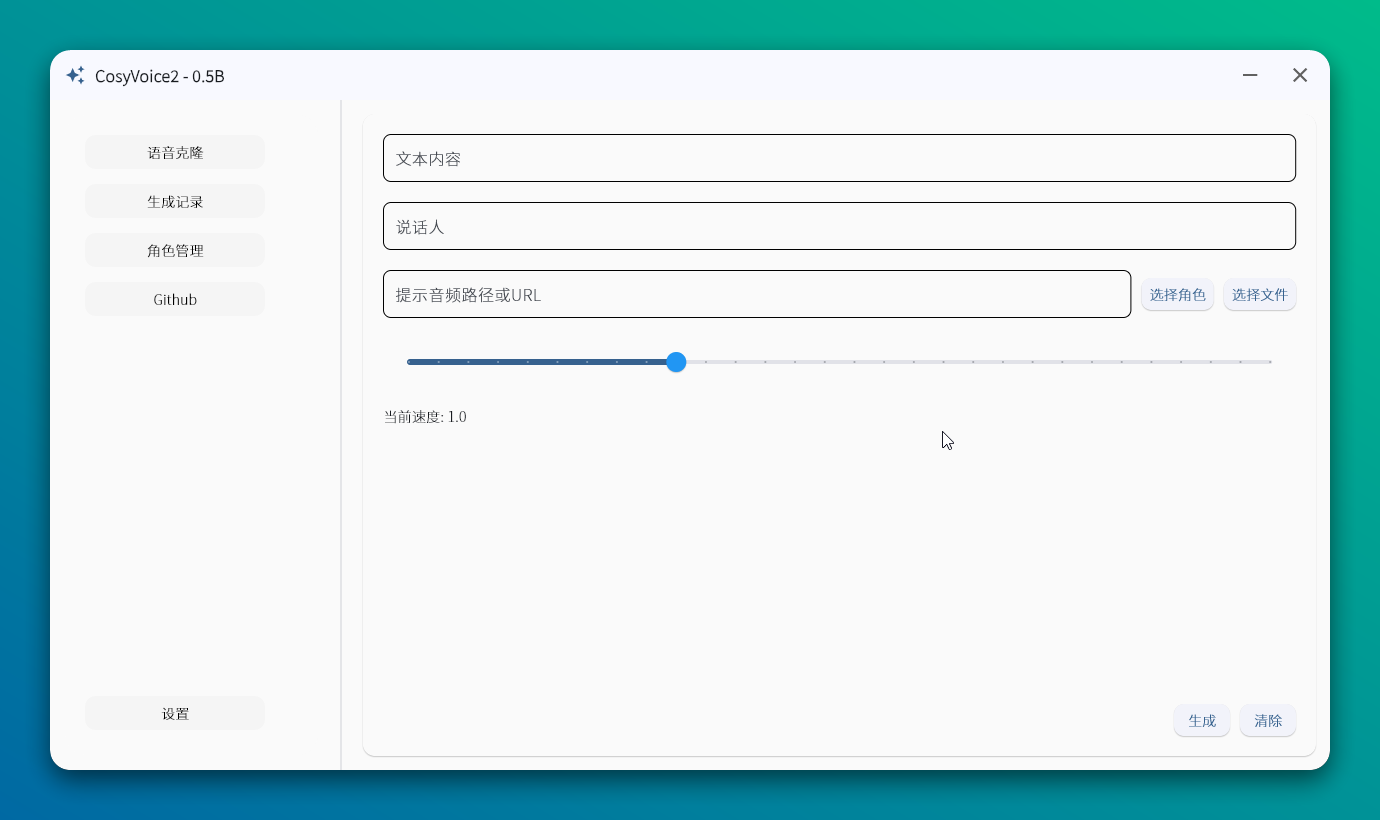 CosyVoice2 - 0.5B
语音克隆
生成记录
角色管理
Github
设置
文本内容
说话人
提示音频路径或URL
选择角色
选择文件
当前速度: 1.0
生成
清除